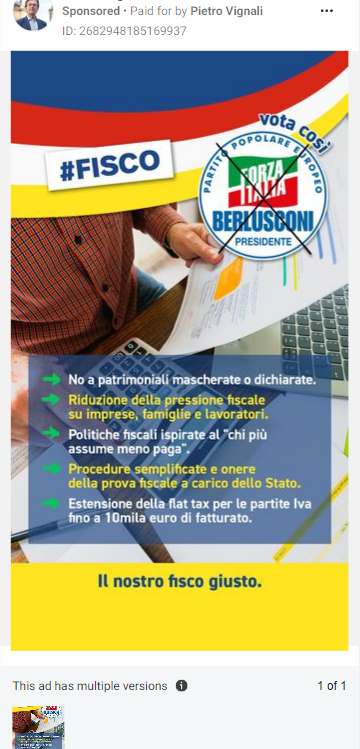 Sponsored • Paid for by Pietro Vignali
ID: 2682948185169937
vota così
#FISCO
PARTITO POPOLARE EUROPEO
FORZA
ITALIA
BERLUSCONI
PRESIDENTE
No a patrimoniali mascherate o dichiarate.
Riduzione della pressione fiscale
su imprese, famiglie e lavoratori.
Politiche fiscali ispirate al "chi più
assume meno paga".
Procedure semplificate e onere
della prova fiscale a carico dello Stato.
Estensione della flat tax per le partite Iva
fino a 10mila euro di fatturato.
Il nostro fisco giusto.
This ad has multiple versions
1 of 1